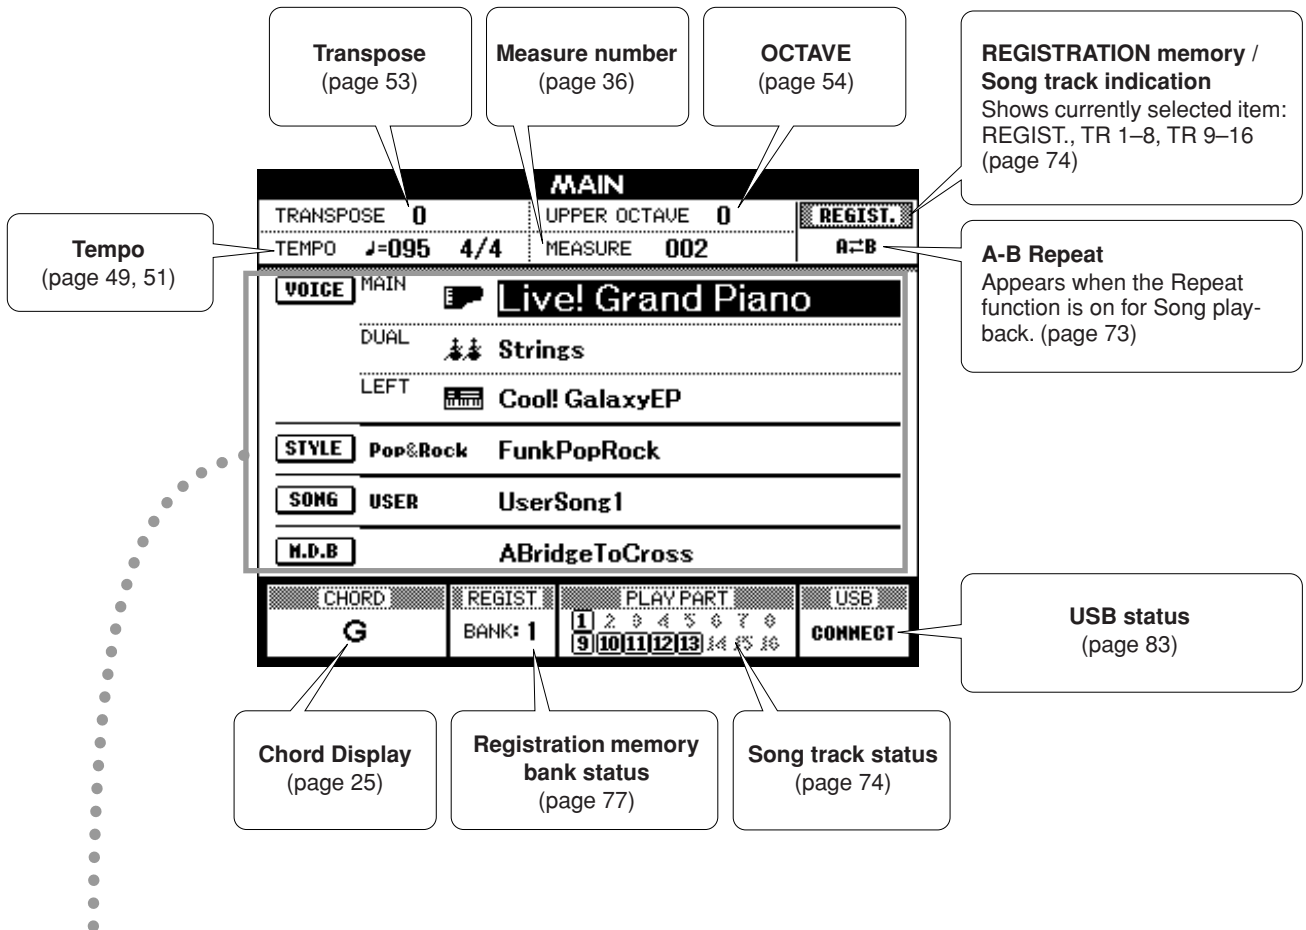 Transpose
(page 53)
Measure number
(page 36)
OCTAVE
(page 54)
REGISTRATION memory /
Song track indication
Shows currently selected item:
REGIST., TR 1–8, TR 9–16
(page 74)
Tempo
(page 49, 51)
MAIN
TRANSPOSE 0 UPPER OCTAVE 0 REGIST.
TEMPO ♩=095 4/4 MEASURE 002 A⇄B
A-B Repeat
Appears when the Repeat
function is on for Song play-
back. (page 73)
VOICE MAIN Live! Grand Piano
DUAL Strings
LEFT Cool! GalaxyEP
STYLE Pop&Rock FunkPopRock
SONG USER UserSong1
M.D.B ABridgeToCross
CHORD REGIST PLAY PART USB
G BANK: 1 1 2 3 4 5 6 7 8 CONNECT
9 10 11 12 13 14 15 16
USB status
(page 83)
Chord Display
(page 25)
Registration memory
bank status
(page 77)
Song track status
(page 74)